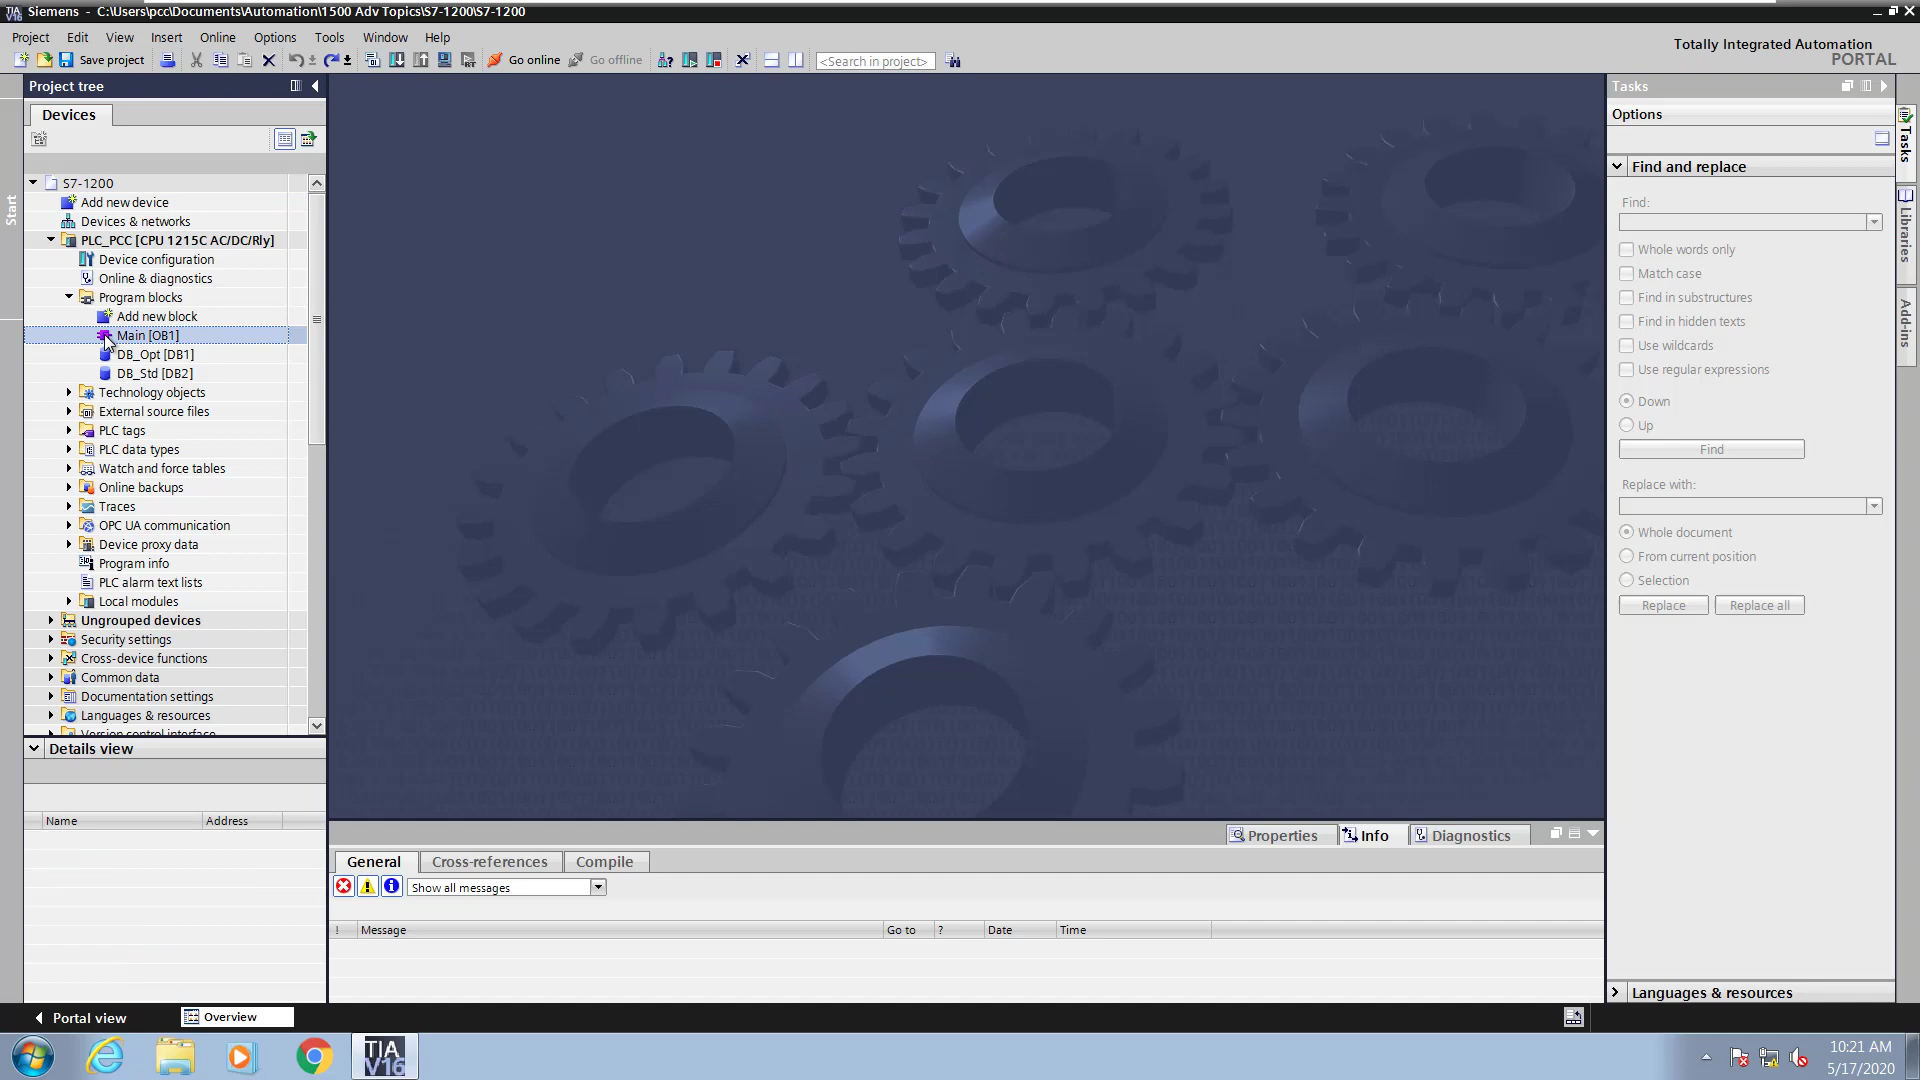 TIA V16 Siemens - C:\Users\pcc\Documents\Automation\1500 Adv Topics\S7-1200\S7-1200
Project Edit View Insert Online Options Tools Window Help
Totally Integrated Automation
PORTAL
Save project Go online Go offline <Search in project>
Project tree
Devices
Start
S7-1200
Add new device
Devices & networks
PLC_PCC [CPU 1215C AC/DC/Rly]
Device configuration
Online & diagnostics
Program blocks
Add new block
Main [OB1]
DB_Opt [DB1]
DB_Std [DB2]
Technology objects
External source files
PLC tags
PLC data types
Watch and force tables
Online backups
Traces
OPC UA communication
Device proxy data
Program info
PLC alarm text lists
Local modules
Ungrouped devices
Security settings
Cross-device functions
Common data
Documentation settings
Languages & resources
Version control interface
Details view
Name Address
Properties Info Diagnostics
General Cross-references Compile
Show all messages
! Message Go to ? Date Time
Tasks
Options
Find and replace
Find:
Whole words only
Match case
Find in substructures
Find in hidden texts
Use wildcards
Use regular expressions
Down
Up
Find
Replace with:
Whole document
From current position
Selection
Replace Replace all
Languages & resources
Tasks
Libraries
Add-ins
Portal view Overview
TIA V16
10:21 AM
5/17/2020